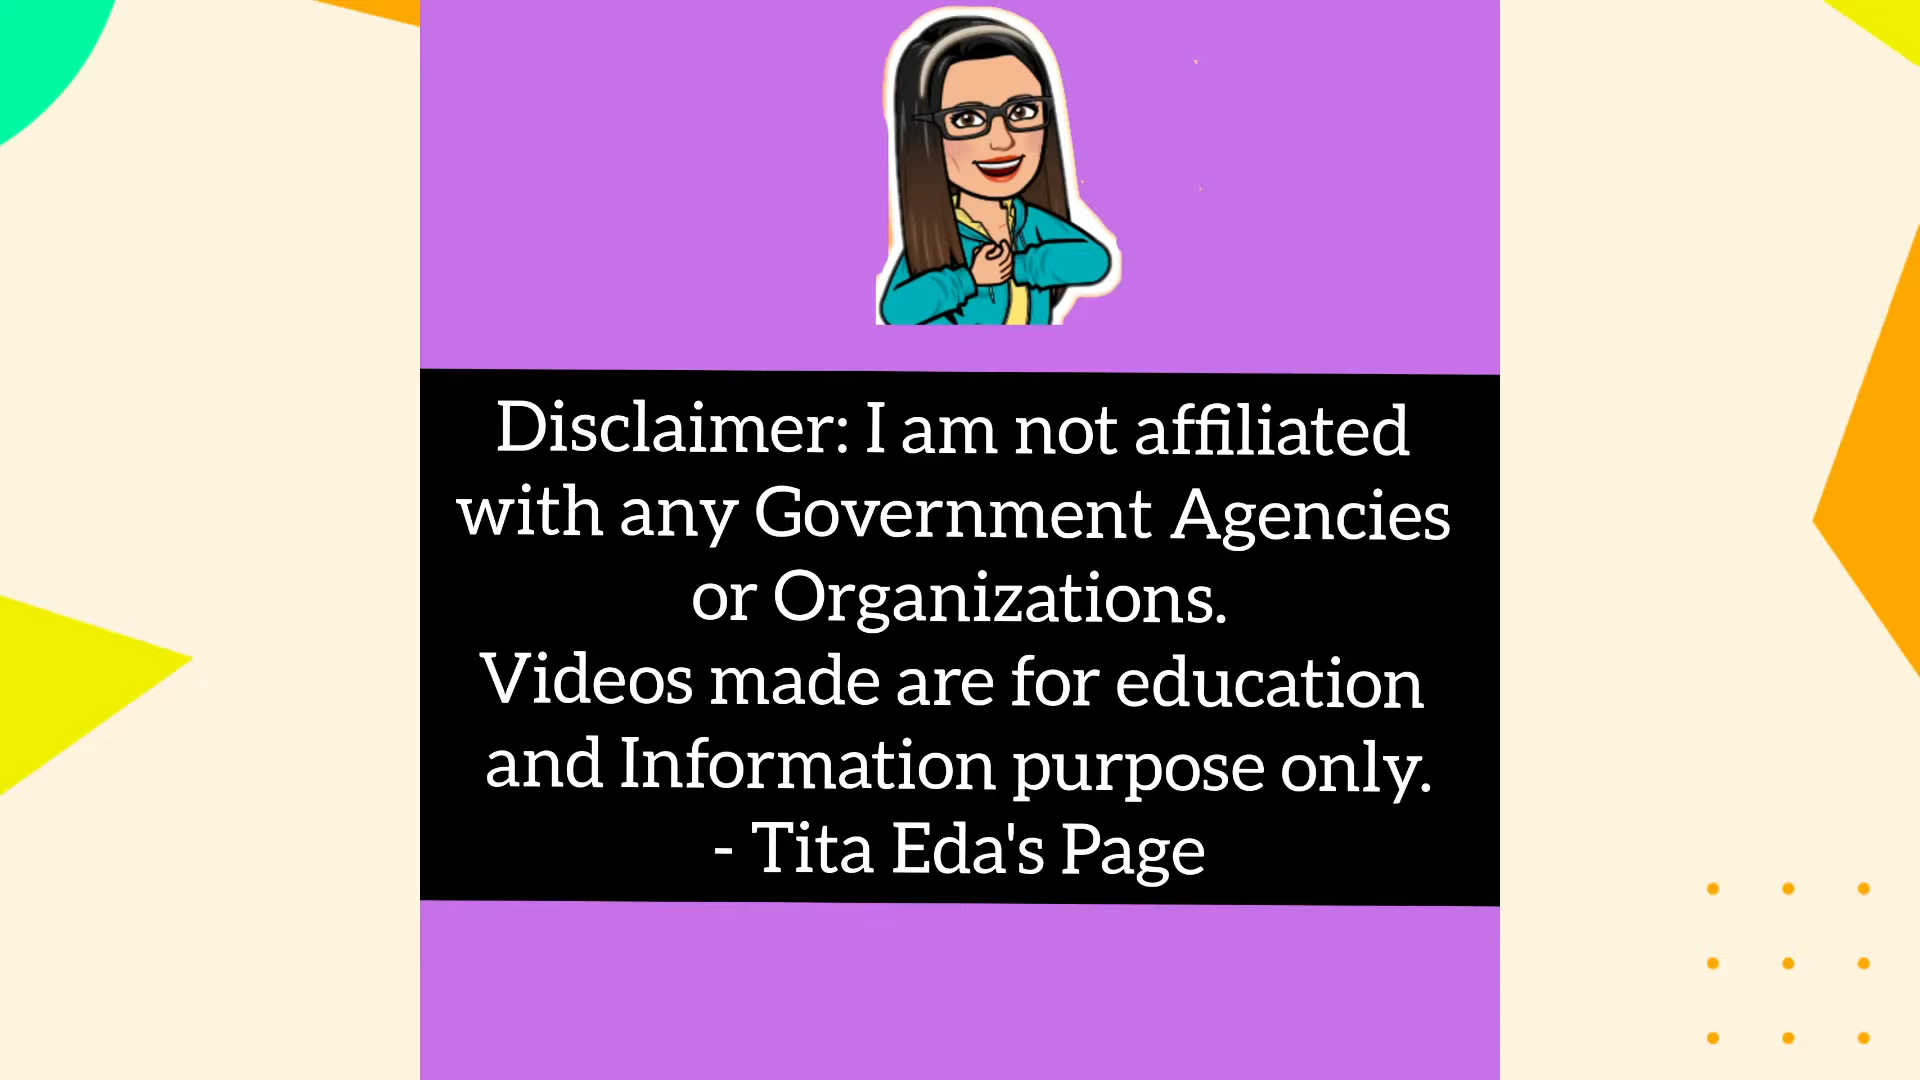 Disclaimer: I am not affiliated
with any Government Agencies
or Organizations.
Videos made are for education
and Information purpose only.
- Tita Eda's Page